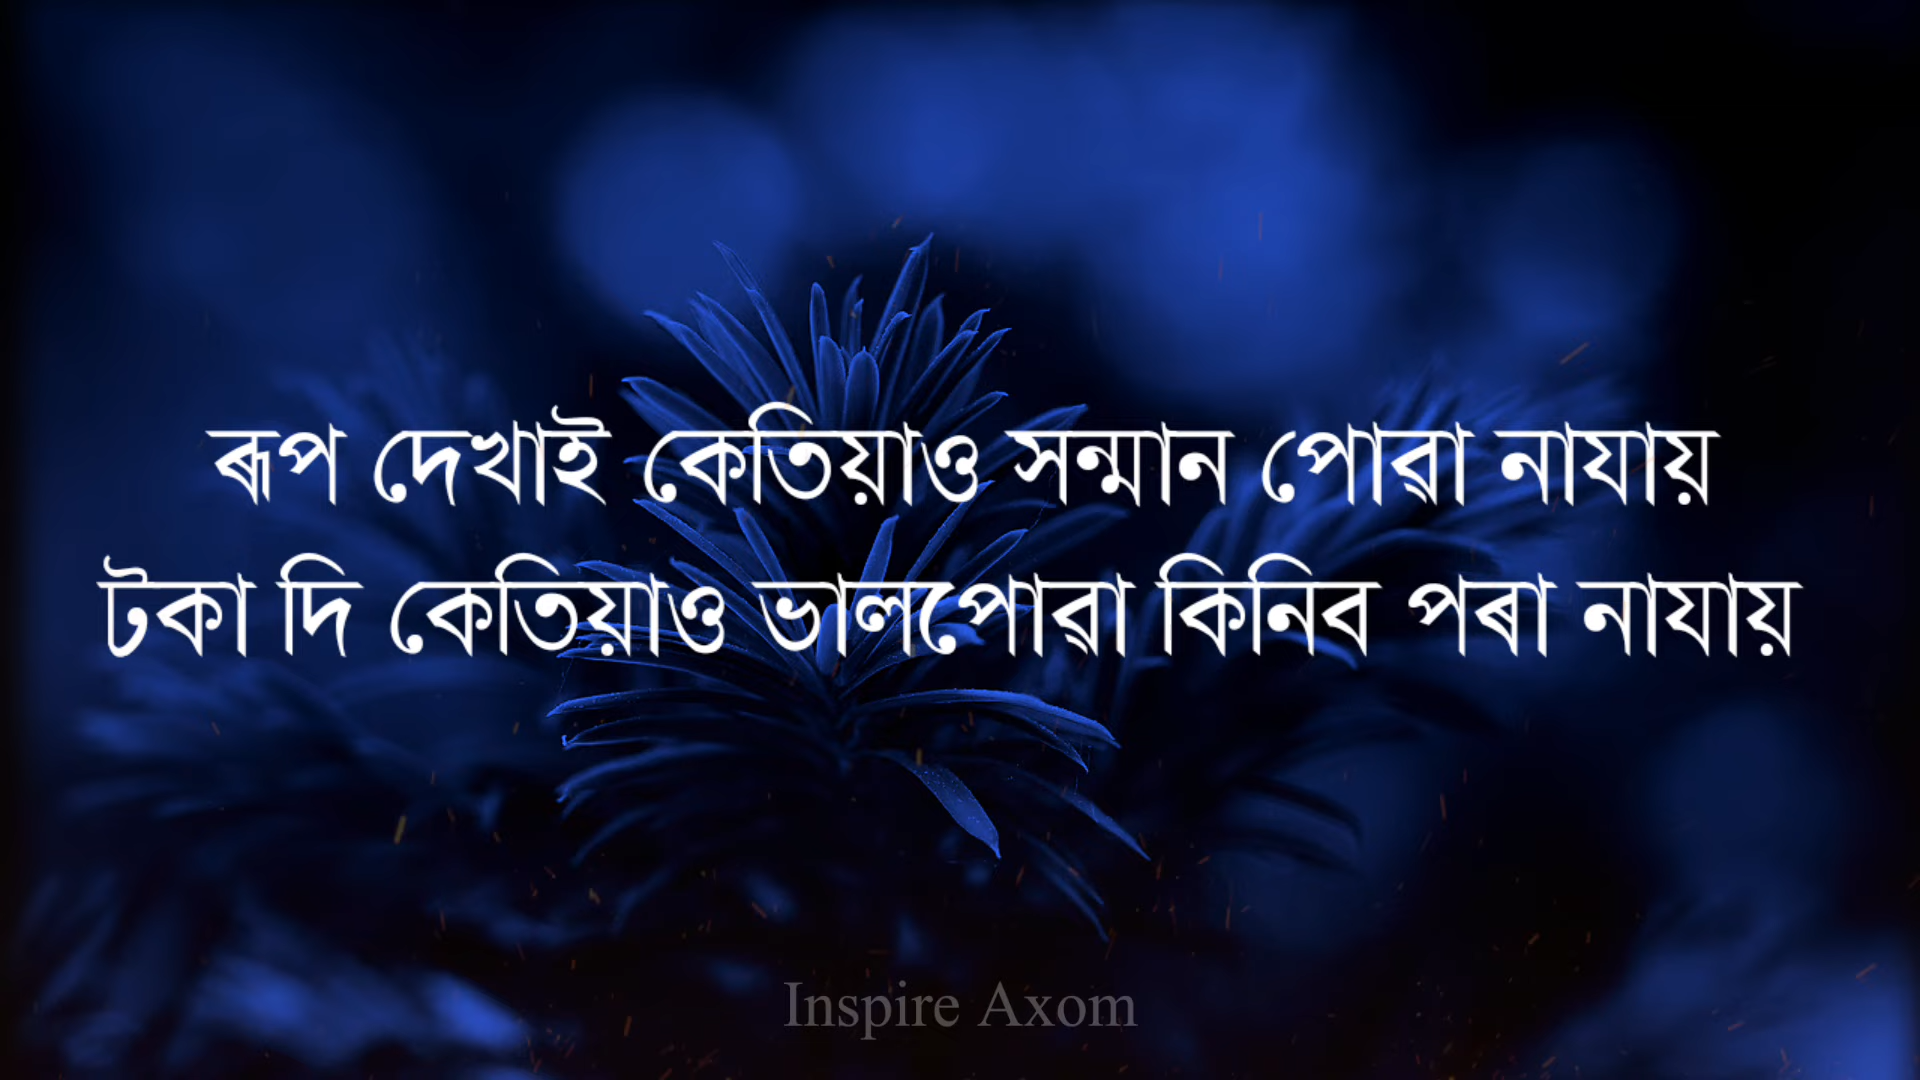 ৰূপ দেখাই কেতিয়াও সন্মান পোৱা নাযায়
টকা দি কেতিয়াও ভালপোৱা কিনিব পৰা নাযায়
Inspire Axom